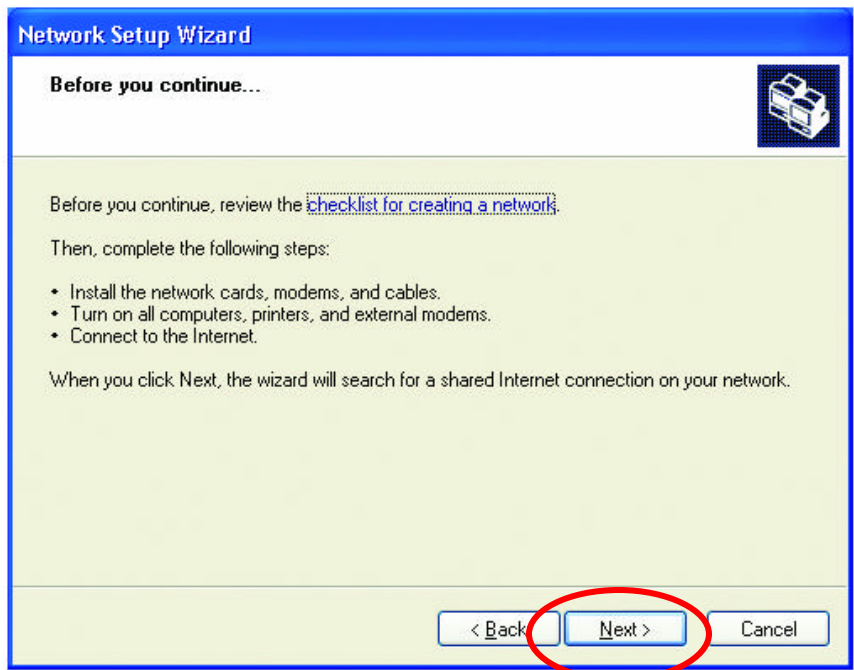 Network Setup Wizard
Before you continue...
Before you continue, review the checklist for creating a network.
Then, complete the following steps:
• Install the network cards, modems, and cables.
• Turn on all computers, printers, and external modems.
• Connect to the Internet.
When you click Next, the wizard will search for a shared Internet connection on your network.
< Back
Next >
Cancel